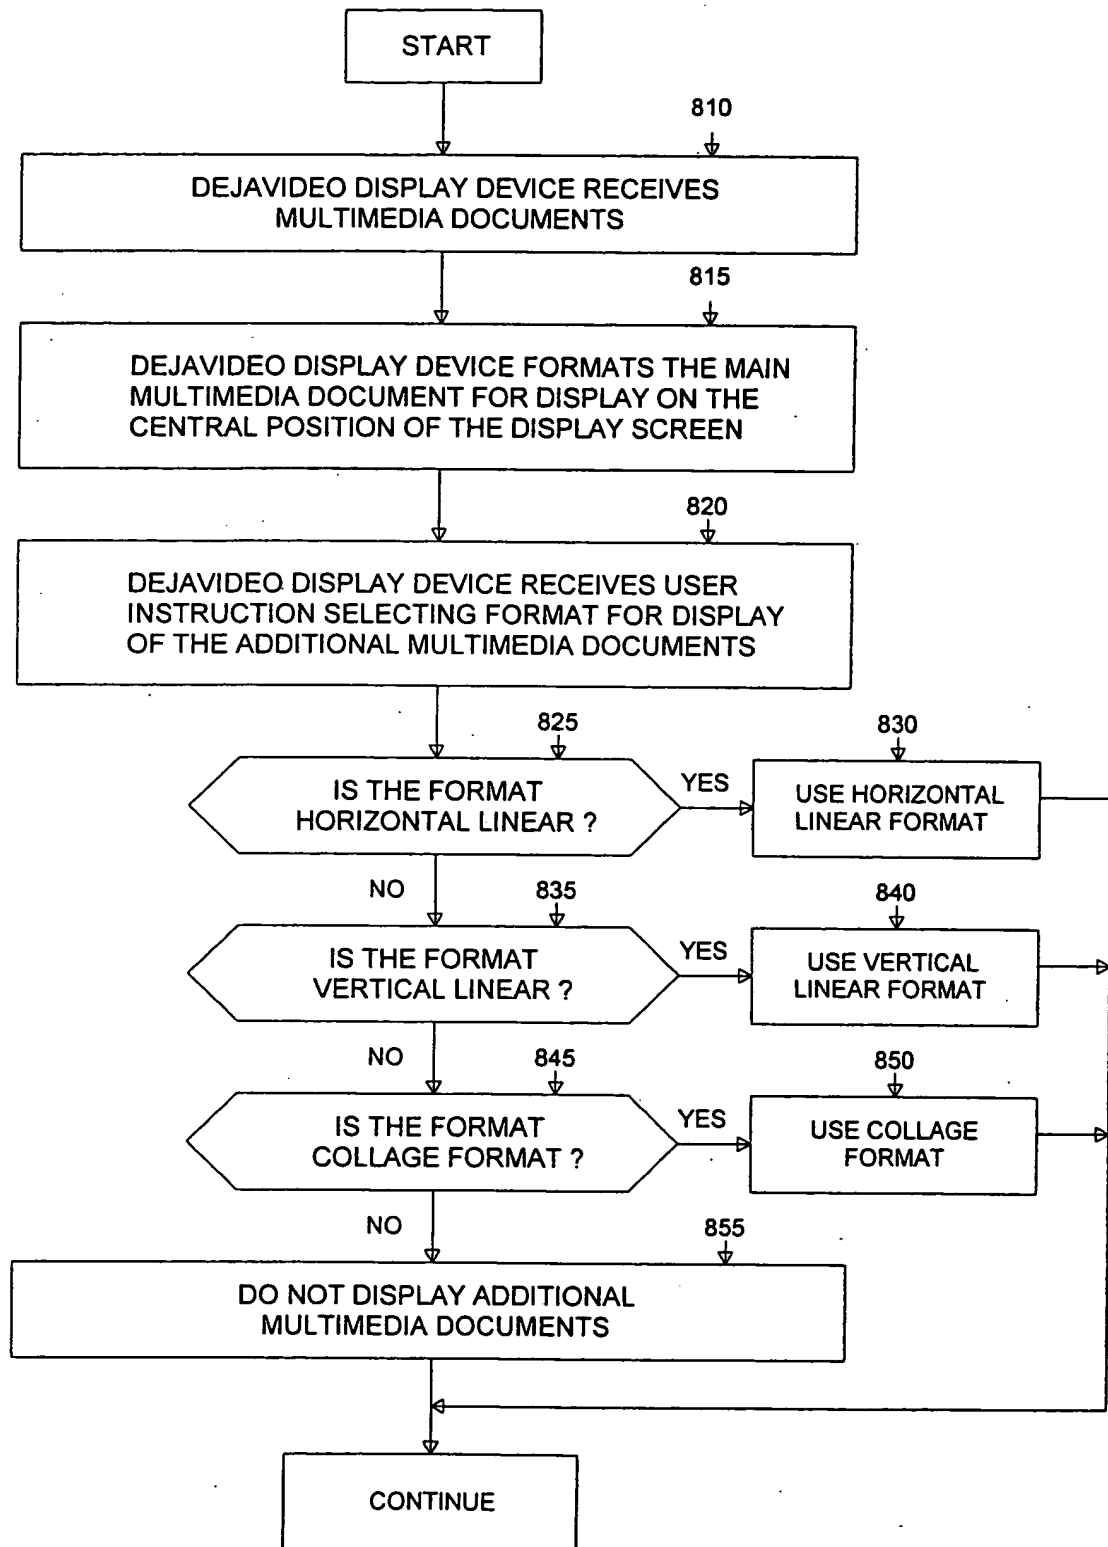 START
810
DEJAVIDEO DISPLAY DEVICE RECEIVES
MULTIMEDIA DOCUMENTS
815
DEJAVIDEO DISPLAY DEVICE FORMATS THE MAIN
MULTIMEDIA DOCUMENT FOR DISPLAY ON THE
CENTRAL POSITION OF THE DISPLAY SCREEN
820
DEJAVIDEO DISPLAY DEVICE RECEIVES USER
INSTRUCTION SELECTING FORMAT FOR DISPLAY
OF THE ADDITIONAL MULTIMEDIA DOCUMENTS
825
IS THE FORMAT
HORIZONTAL LINEAR ?
YES
830
USE HORIZONTAL
LINEAR FORMAT
NO
835
IS THE FORMAT
VERTICAL LINEAR ?
YES
840
USE VERTICAL
LINEAR FORMAT
NO
845
IS THE FORMAT
COLLAGE FORMAT ?
YES
850
USE COLLAGE
FORMAT
NO
855
DO NOT DISPLAY ADDITIONAL
MULTIMEDIA DOCUMENTS
CONTINUE